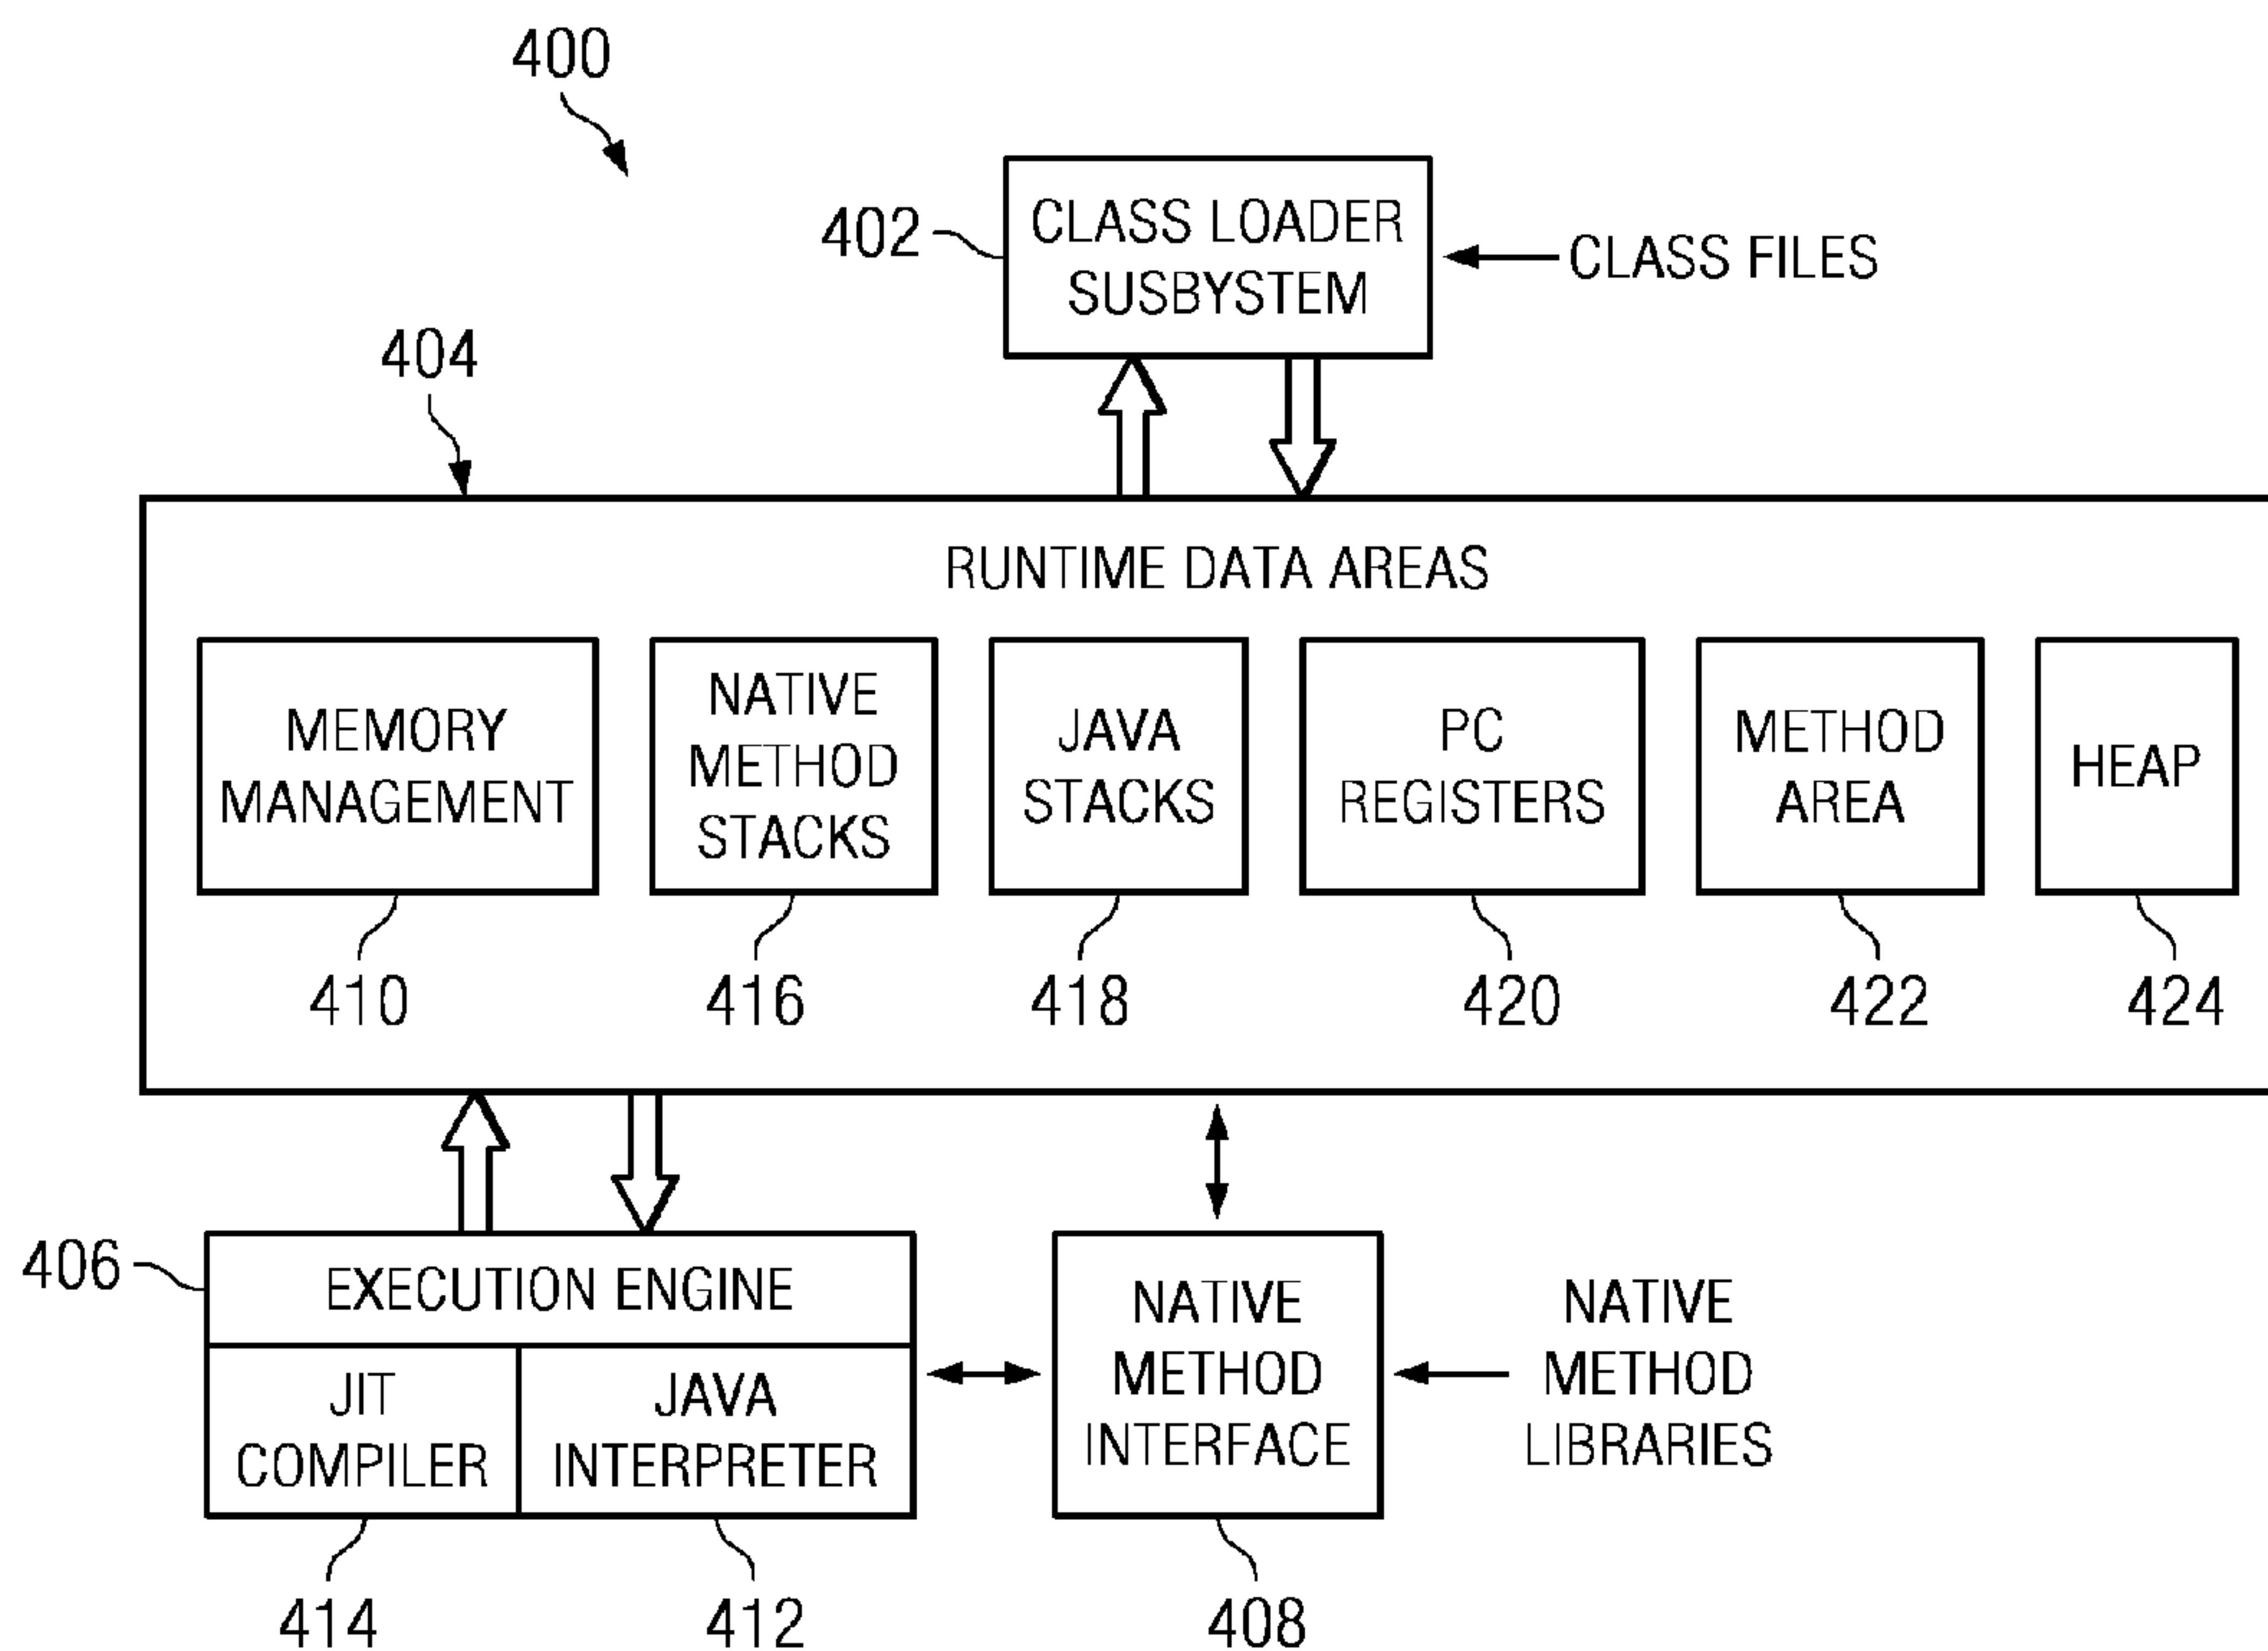 400
402
CLASS LOADER
SUSBYSTEM
CLASS FILES
404
RUNTIME DATA AREAS
MEMORY
MANAGEMENT
NATIVE
METHOD
STACKS
JAVA
STACKS
PC
REGISTERS
METHOD
AREA
HEAP
410
416
418
420
422
424
406
EXECUTION ENGINE
JIT
COMPILER
JAVA
INTERPRETER
NATIVE
METHOD
INTERFACE
NATIVE
METHOD
LIBRARIES
414
412
408